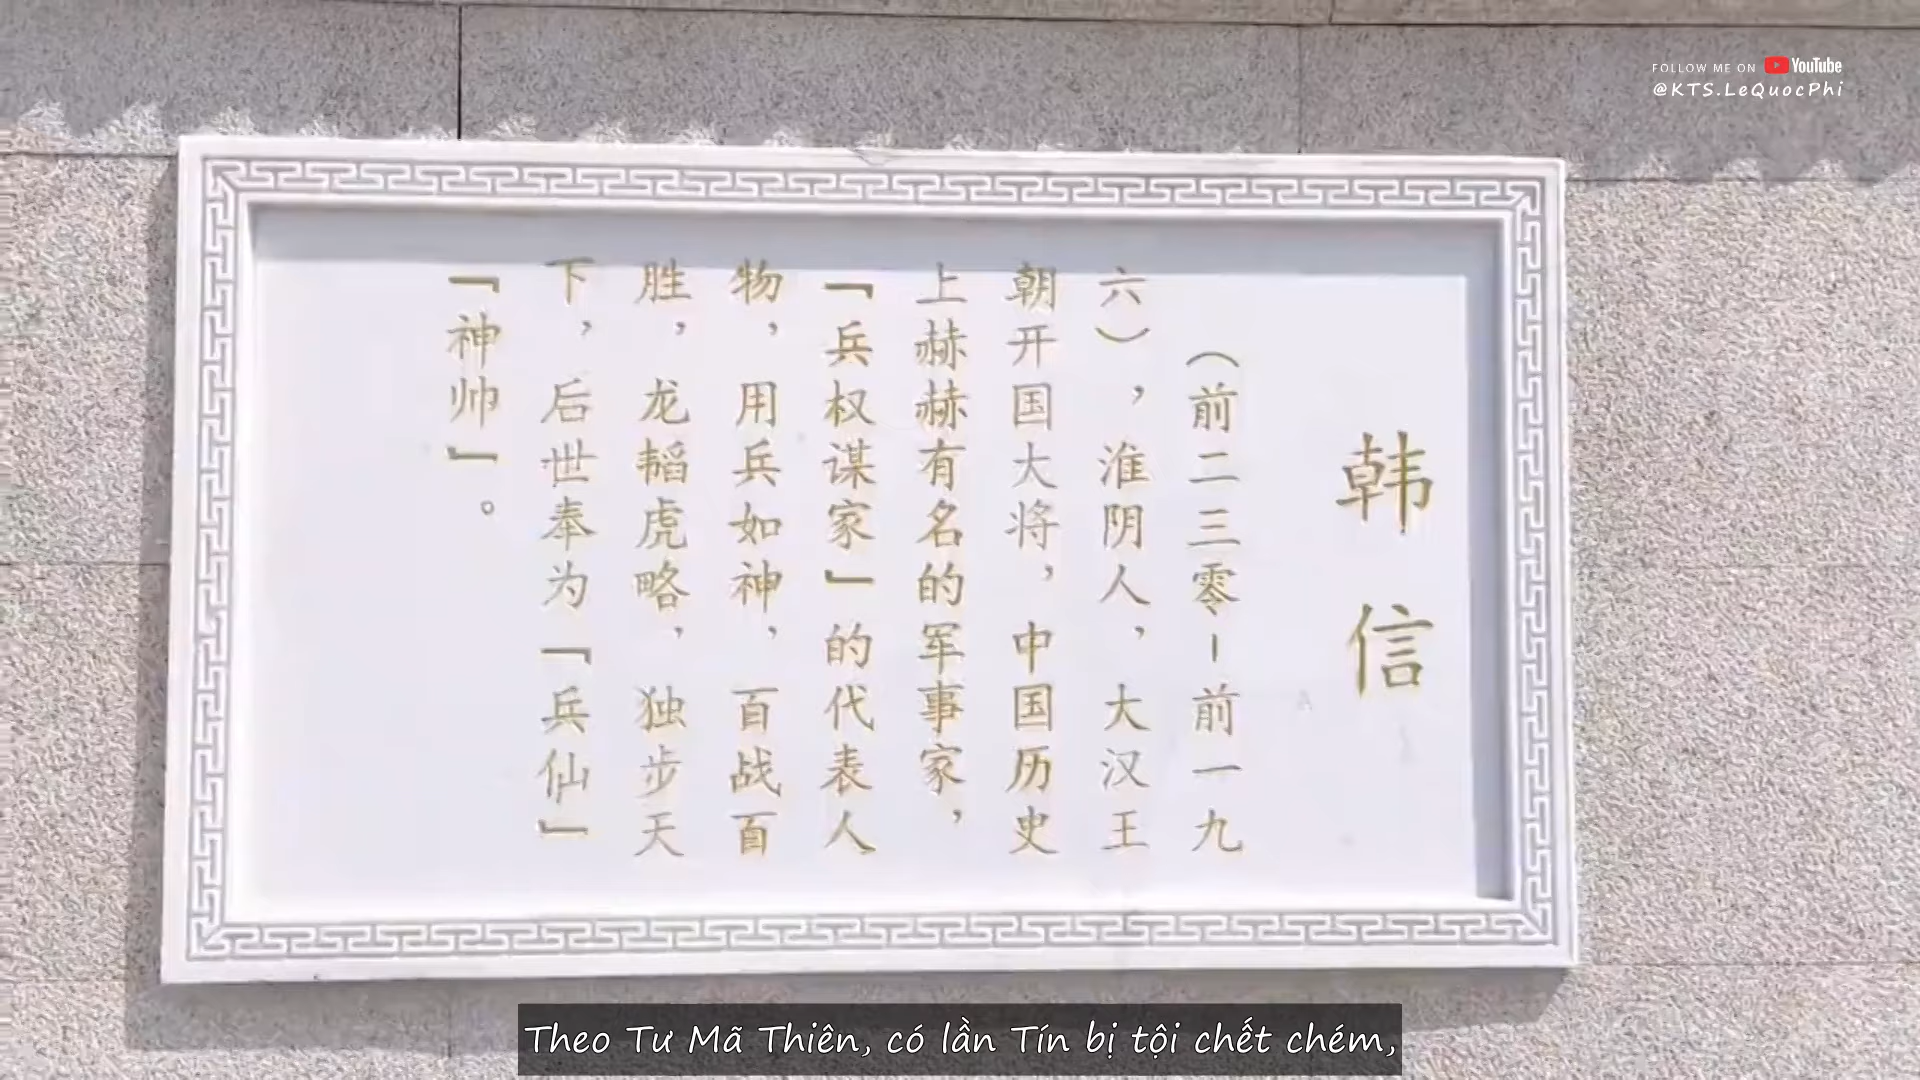 FOLLOW ME ON YouTube
@KTS.LeQuocPhi
韩信
（前二三零-前一九
六），淮阴人，大汉王
朝开国大将，中国历史
上赫赫有名的军事家，
「兵权谋家」的代表人
物，用兵如神，百战百
胜，龙韬虎略，独步天
下，后世奉为「兵仙」
「神帅」。
Theo Tư Mã Thiên, có lần Tín bị tội chết chém,